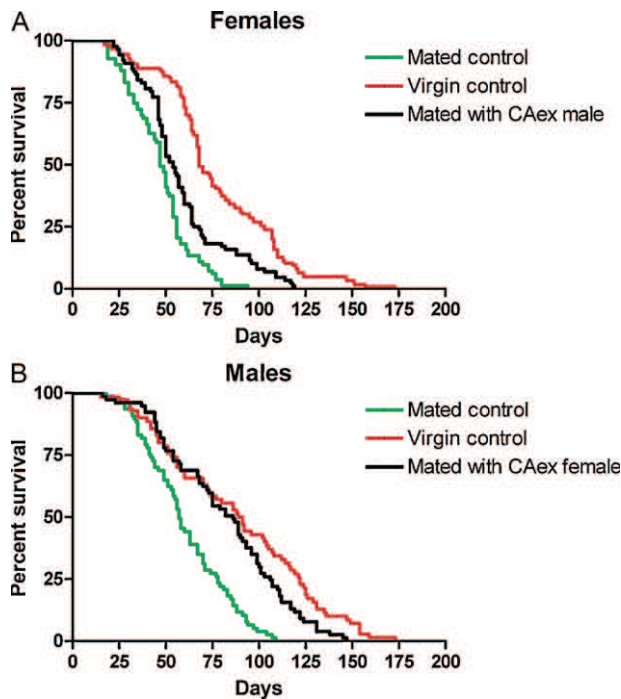 A
Females
Mated control
Virgin control
Mated with CAex male
Percent survival
100
75
50
25
0
0 25 50 75 100 125 150 175 200
Days
B
Males
Mated control
Virgin control
Mated with CAex female
Percent survival
100
75
50
25
0
0 25 50 75 100 125 150 175 200
Days